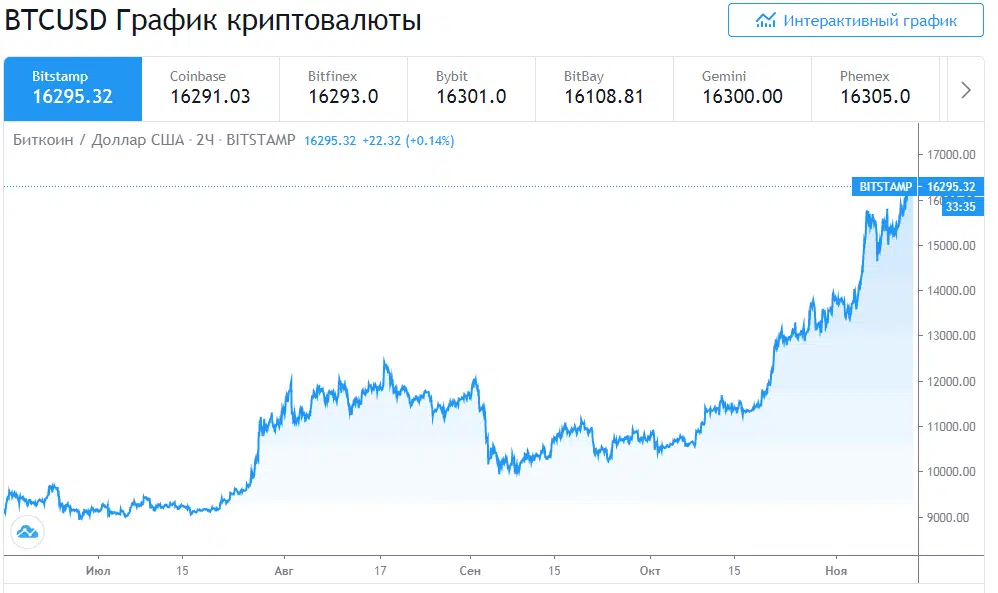 BTCUSD График криптовалюты
Интерактивный график
Bitstamp Coinbase Bitfinex Bybit BitBay Gemini Phemex
16295.32 16291.03 16293.0 16301.0 16108.81 16300.00 16305.0
Биткоин / Доллар США · 2Ч · BITSTAMP 16295.32 +22.32 (+0.14%)
17000.00
BITSTAMP 16295.32
33:35
15000.00
14000.00
13000.00
12000.00
11000.00
10000.00
9000.00
Июл 15 Авг 17 Сен 15 Окт 15 Ноя